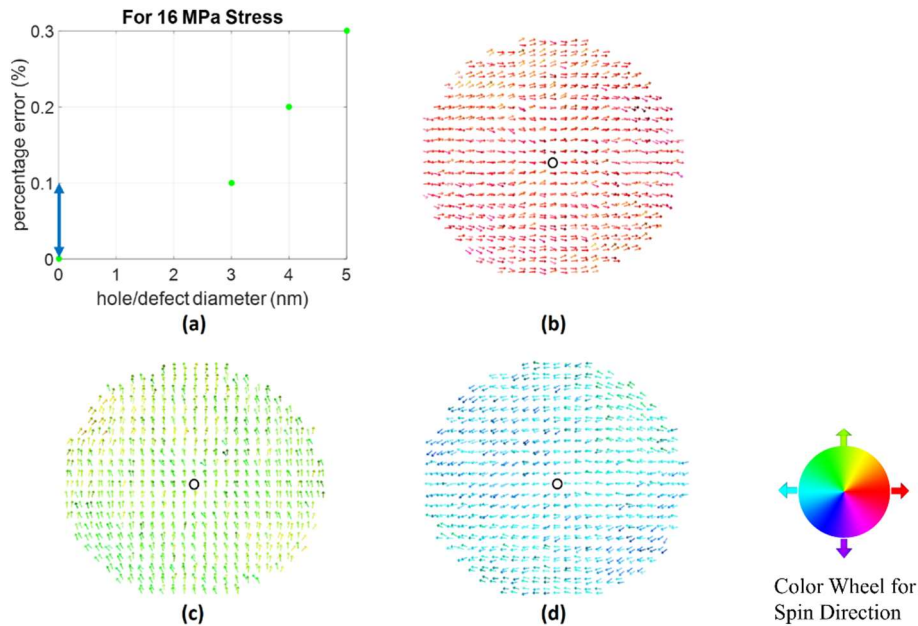 For 16 MPa Stress
0.3
0.2
0.1
0
percentage error (%)
0 1 2 3 4 5
hole/defect diameter (nm)
(a)
(b)
(c)
(d)
Color Wheel for
Spin Direction